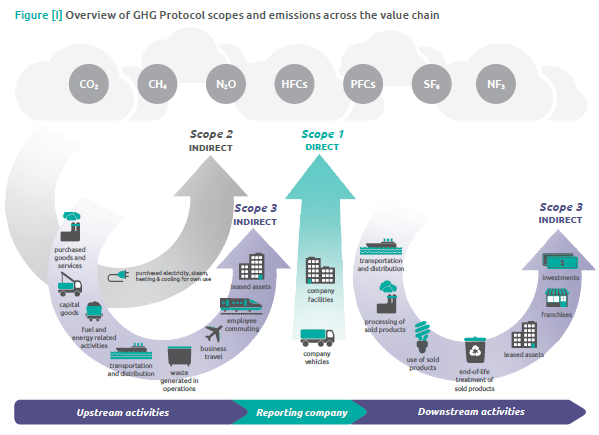 Figure [I] Overview of GHG Protocol scopes and emissions across the value chain
CO₂
CH₄
N₂O
HFCs
PFCs
SF₆
NF₃
Scope 2
INDIRECT
Scope 1
DIRECT
Scope 3
INDIRECT
Scope 3
INDIRECT
purchased
goods and
services
capital
goods
fuel and
energy related
activities
transportation
and distribution
waste
generated in
operations
business
travel
employee
commuting
leased assets
purchased electricity, steam,
heating & cooling for own use
company
facilities
company
vehicles
transportation
and distribution
processing of
sold products
use of sold
products
end-of-life
treatment of
sold products
leased assets
franchises
$
investments
Upstream activities
Reporting company
Downstream activities